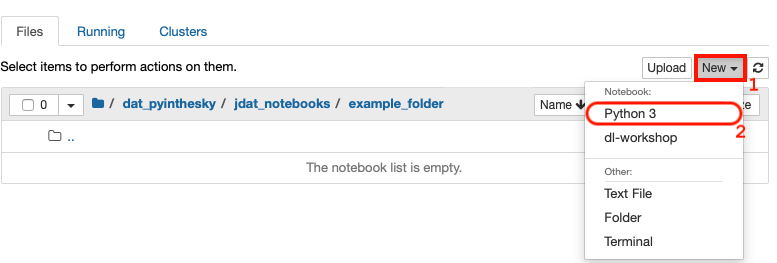 Files Running Clusters
Select items to perform actions on them.
Upload New
1
0 / dat_pyinthesky / jdat_notebooks / example_folder
Name
..
The notebook list is empty.
Notebook:
Python 3
2
dl-workshop
Other:
Text File
Folder
Terminal